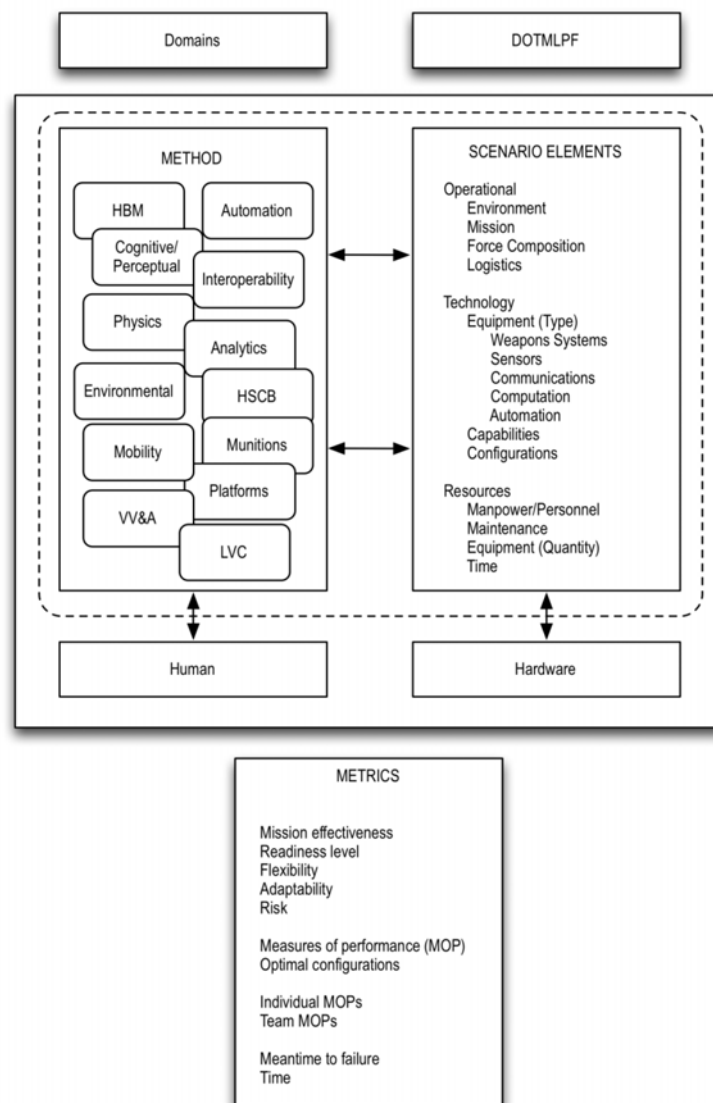 Domains
DOTMLPF
METHOD
HBM
Automation
Cognitive/
Perceptual
Interoperability
Physics
Analytics
Environmental
HSCB
Mobility
Munitions
Platforms
VV&A
LVC
SCENARIO ELEMENTS
Operational
Environment
Mission
Force Composition
Logistics
Technology
Equipment (Type)
Weapons Systems
Sensors
Communications
Computation
Automation
Capabilities
Configurations
Resources
Manpower/Personnel
Maintenance
Equipment (Quantity)
Time
Human
Hardware
METRICS
Mission effectiveness
Readiness level
Flexibility
Adaptability
Risk
Measures of performance (MOP)
Optimal configurations
Individual MOPs
Team MOPs
Meantime to failure
Time